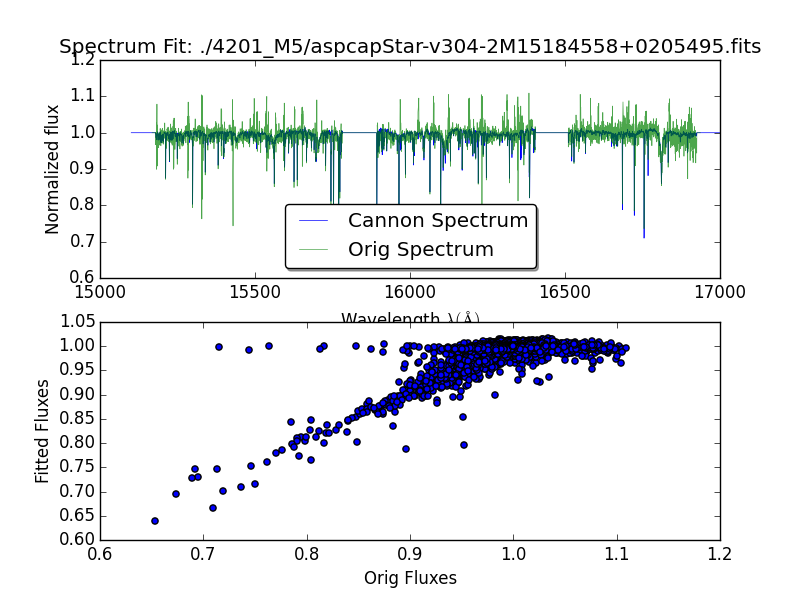 Spectrum Fit: ./4201_M5/aspcapStar-v304-2M15184558+0205495.fits
1.2
1.1
1.0
0.9
0.8
0.7
0.6
Normalized flux
Cannon Spectrum
Orig Spectrum
15000 15500 16000 16500 17000
Wavelength λ(Å)
1.05
1.00
0.95
0.90
0.85
0.80
0.75
0.70
0.65
0.60
Fitted Fluxes
0.6 0.7 0.8 0.9 1.0 1.1 1.2
Orig Fluxes